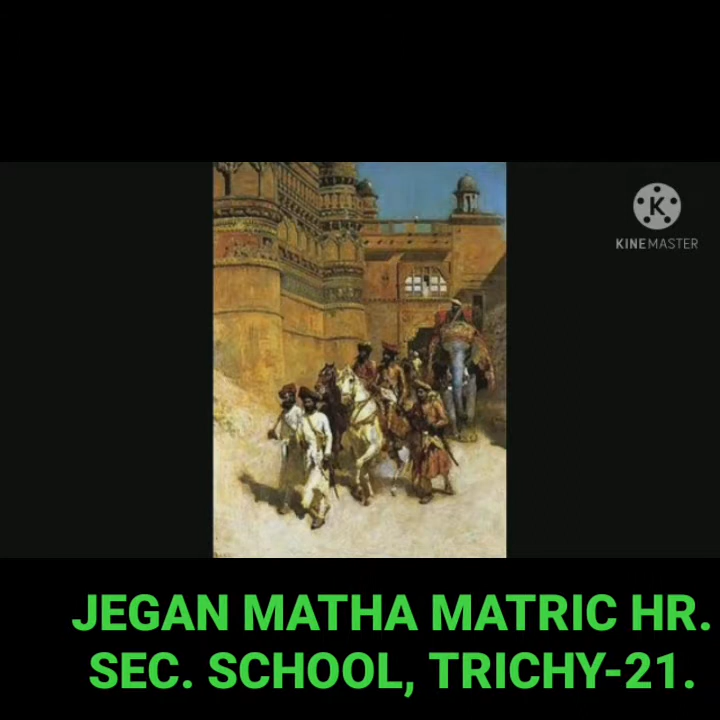 K
KINEMASTER
JEGAN MATHA MATRIC HR.
SEC. SCHOOL, TRICHY-21.